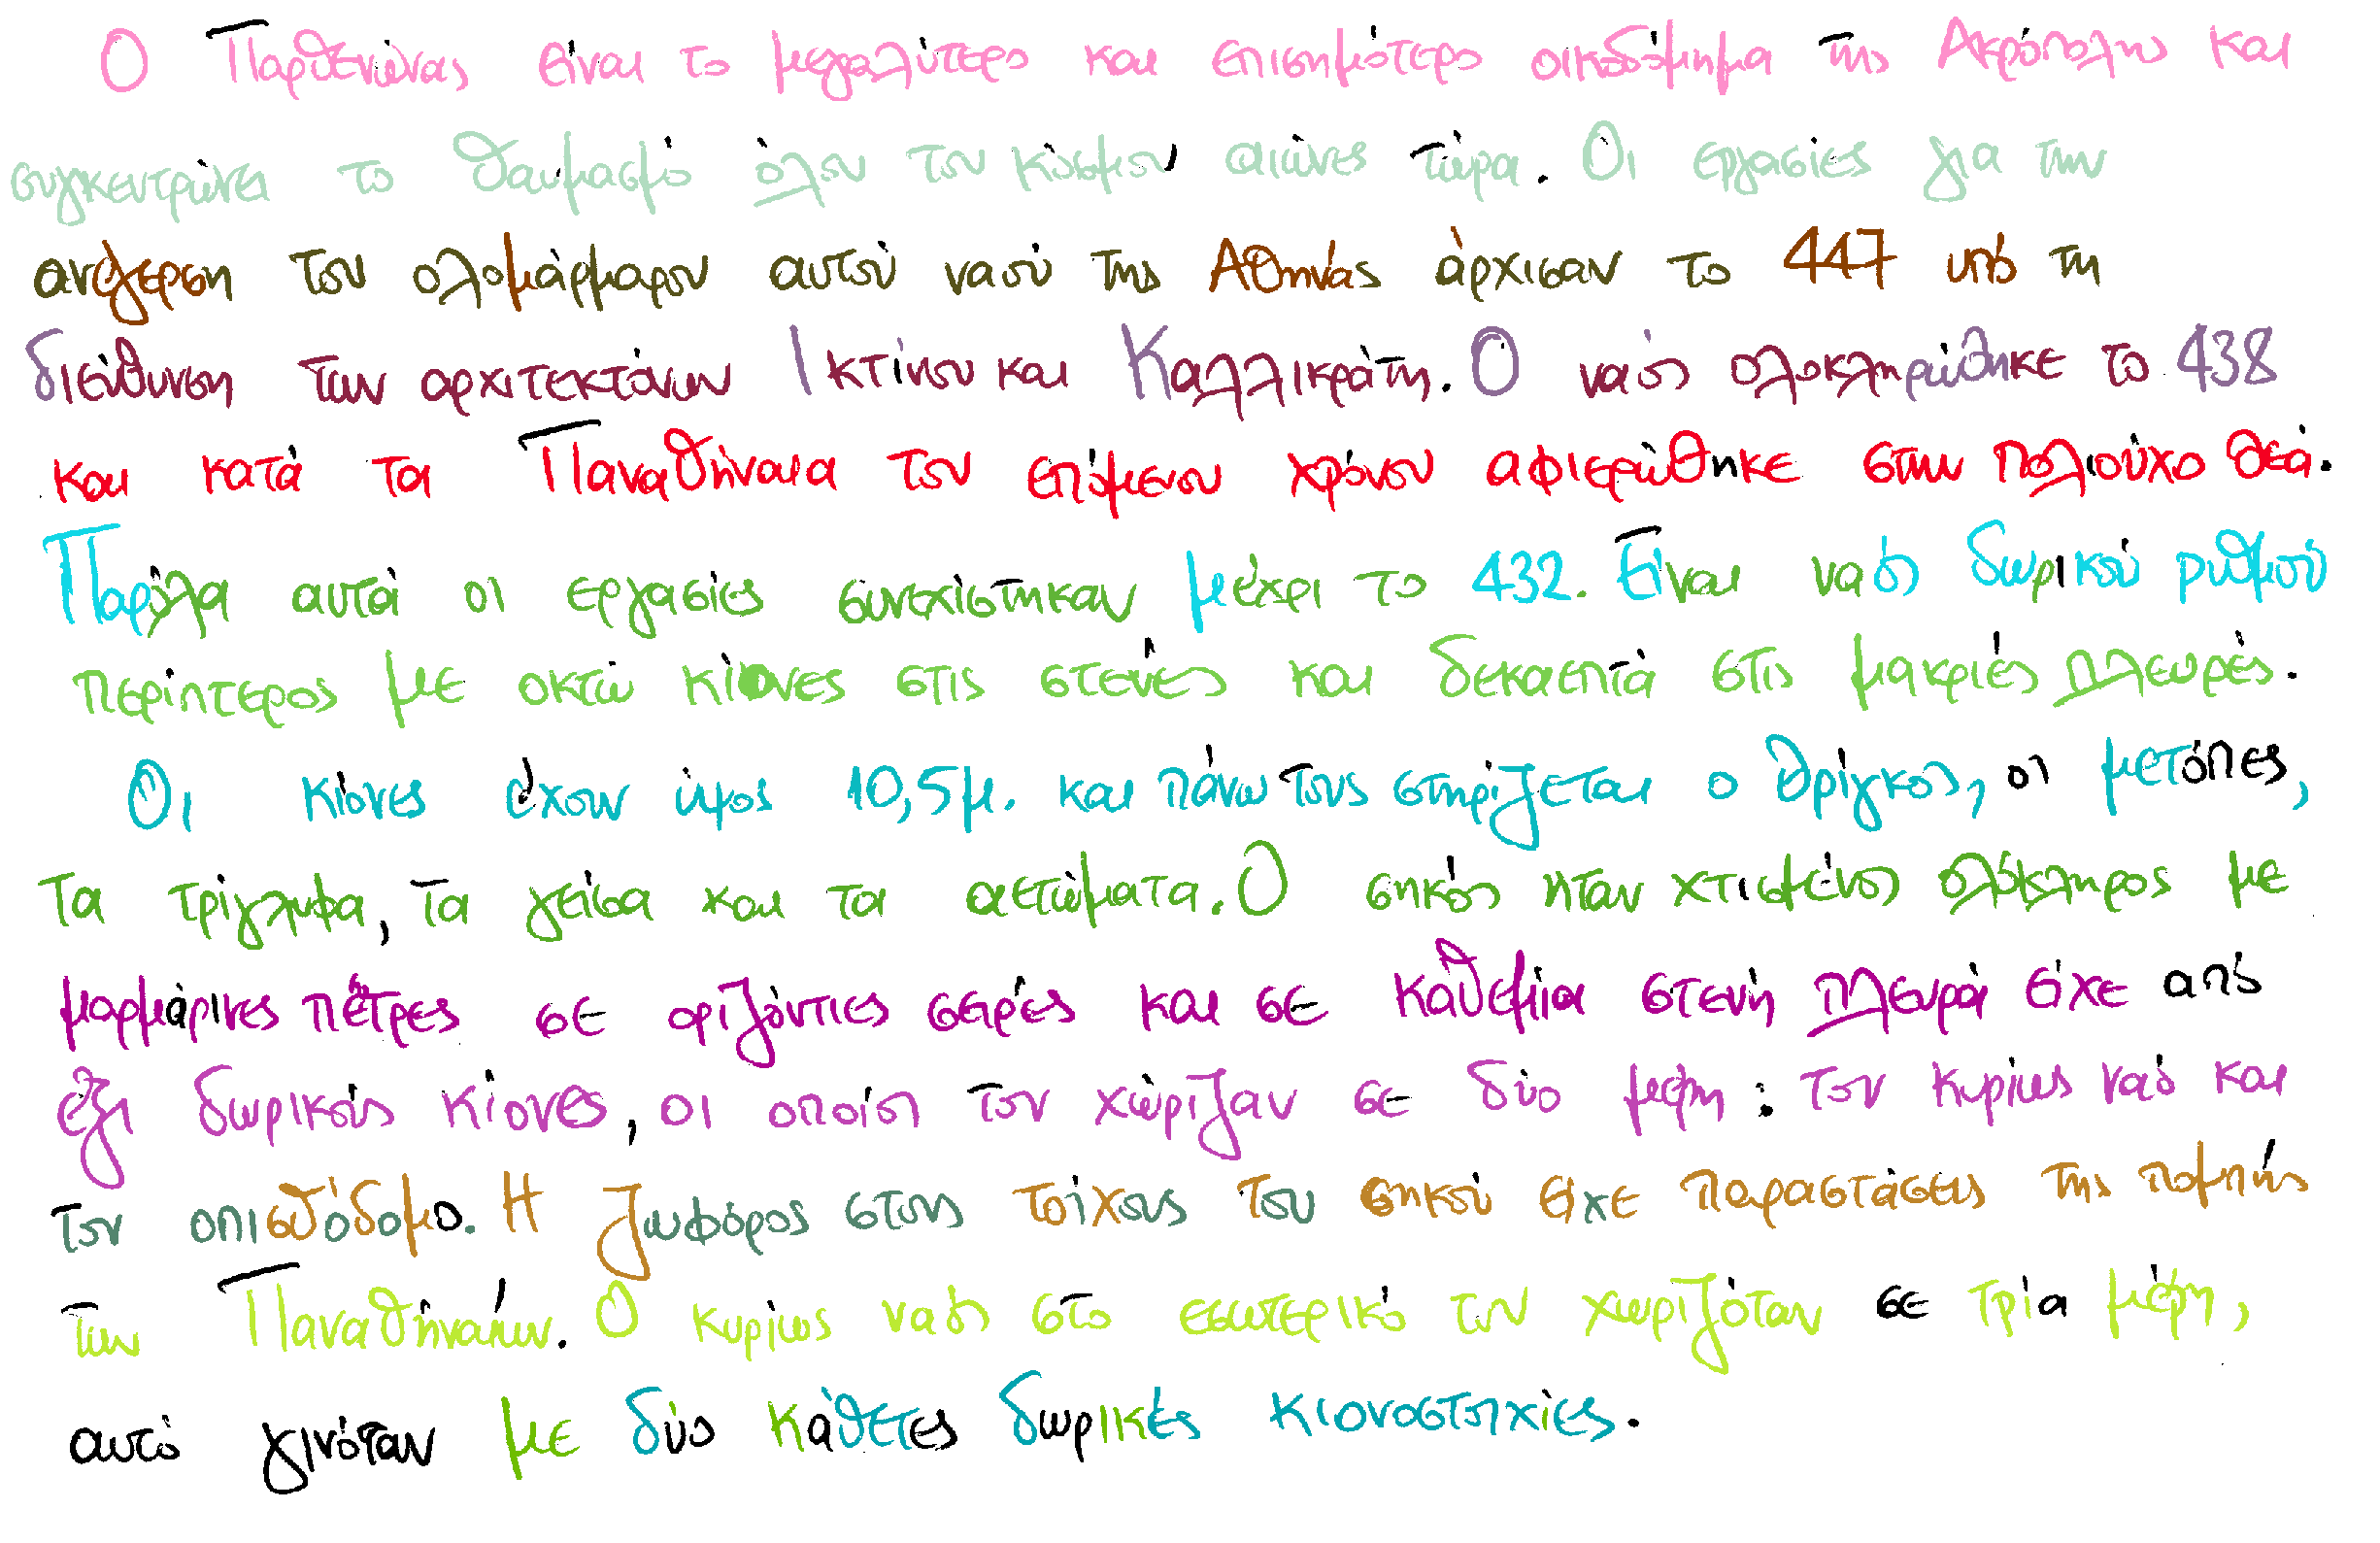 Ο Παρθενώνας είναι το μεγαλύτερο και επισημότερο οικοδόμημα της Ακρόπολης και
συγκεντρώνει το θαυμασμό όλου του κόσμου αιώνες τώρα. Οι εργασίες για την
ανέγερση του ολομάρμαρου αυτού ναού της Αθηνάς άρχισαν το 447 υπό τη
διεύθυνση των αρχιτεκτόνων Ικτίνου και Καλλικράτη. Ο ναός ολοκληρώθηκε το 438
και κατά τα Παναθήναια του επόμενου χρόνου αφιερώθηκε στην πολιούχο θεά.
Παρόλα αυτά οι εργασίες συνεχίστηκαν μέχρι το 432. Είναι ναός δωρικού ρυθμού
περίπτερος με οκτώ κίονες στις στενές και δεκαεπτά στις μακριές πλευρές.
Οι κίονες έχουν ύψος 10,5μ. και πάνω τους στηρίζεται ο θρίγκος, οι μετόπες,
τα τρίγλυφα, τα γείσα και τα αετώματα. Ο σηκός ήταν χτισμένος ολόκληρος με
μαρμάρινες πέτρες σε οριζόντιες σειρές και σε καθεμία στενή πλευρά είχε από
έξι δωρικούς κίονες, οι οποίοι τον χώριζαν σε δύο μέρη: τον κυρίως ναό και
τον οπισθόδομο. Η ζωφόρος στους τοίχους του σηκού είχε παραστάσεις της πομπής
των Παναθηναίων. Ο κυρίως ναός στο εσωτερικό του χωριζόταν σε τρία μέρη,
αυτό γινόταν με δύο κάθετες δωρικές κιονοστοιχίες.